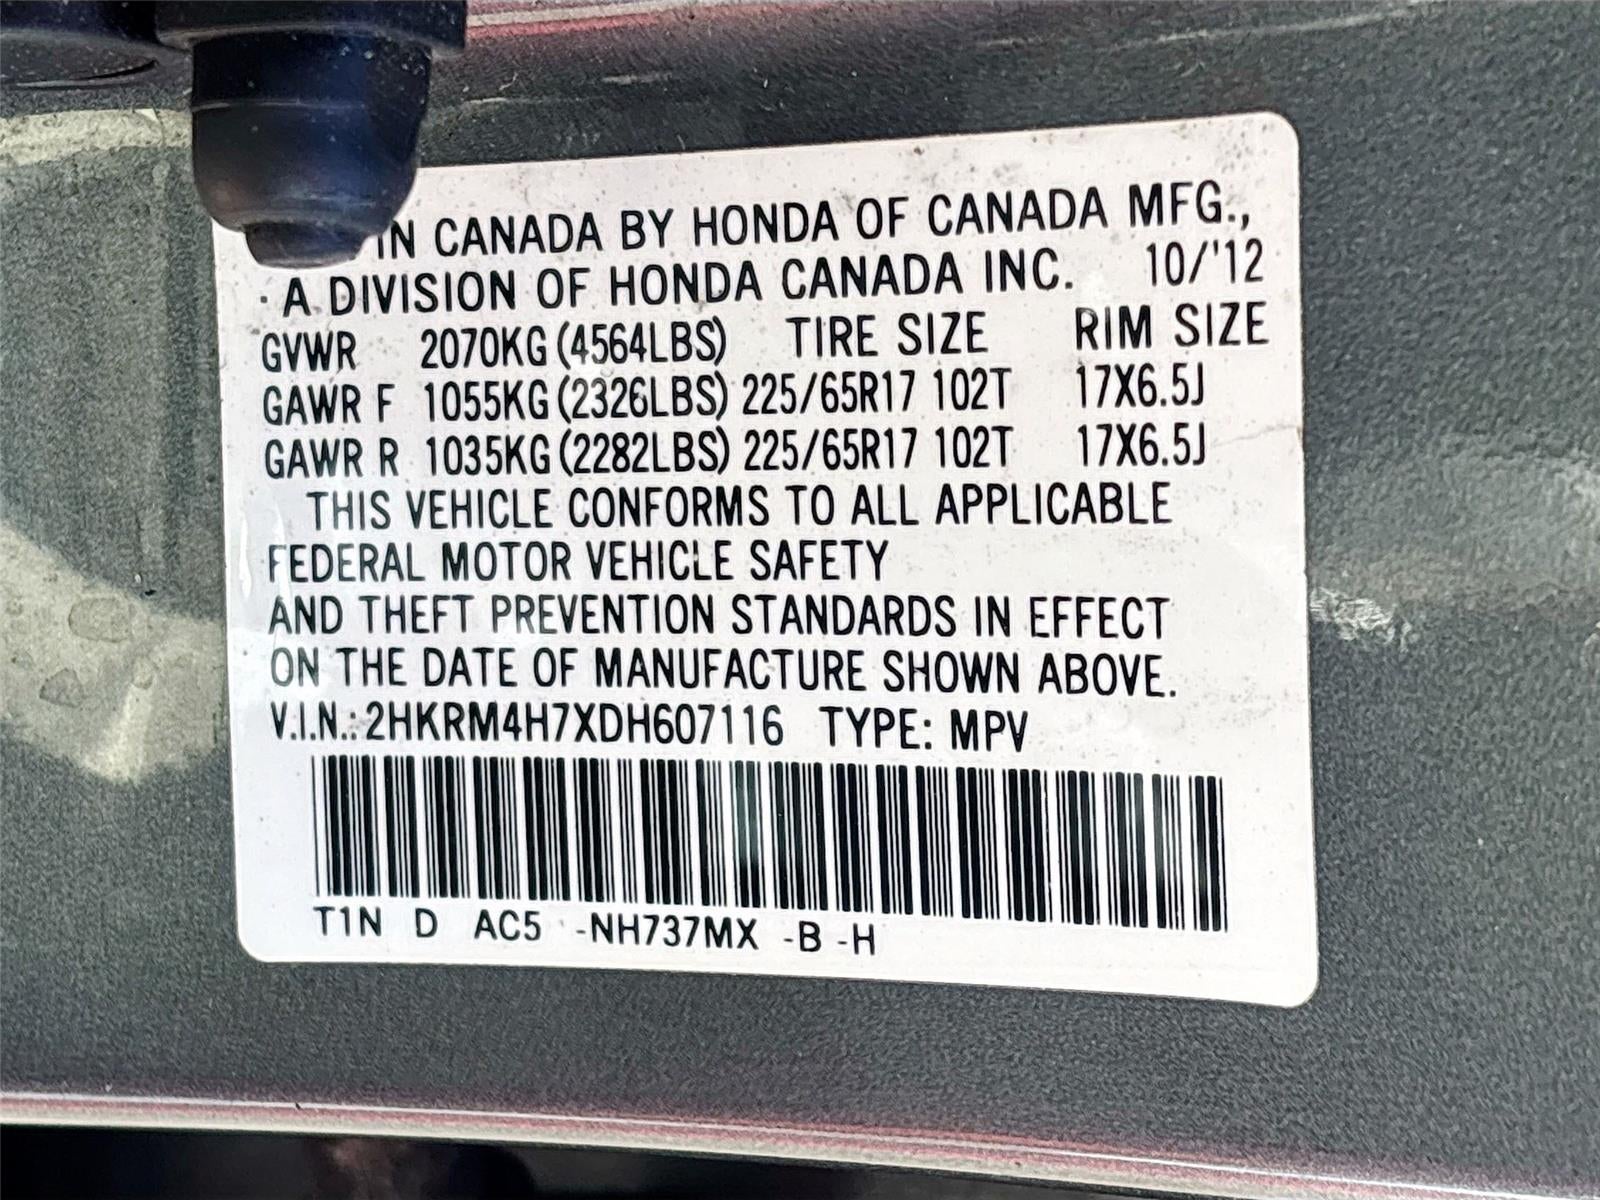 IN CANADA BY HONDA OF CANADA MFG.,
A DIVISION OF HONDA CANADA INC. 10/'12
GVWR 2070KG (4564LBS) TIRE SIZE RIM SIZE
GAWR F 1055KG (2326LBS) 225/65R17 102T 17X6.5J
GAWR R 1035KG (2282LBS) 225/65R17 102T 17X6.5J
THIS VEHICLE CONFORMS TO ALL APPLICABLE
FEDERAL MOTOR VEHICLE SAFETY
AND THEFT PREVENTION STANDARDS IN EFFECT
ON THE DATE OF MANUFACTURE SHOWN ABOVE.
V.I.N.: 2HKRM4H7XDH607116 TYPE: MPV
T1N D AC5 -NH737MX -B -H